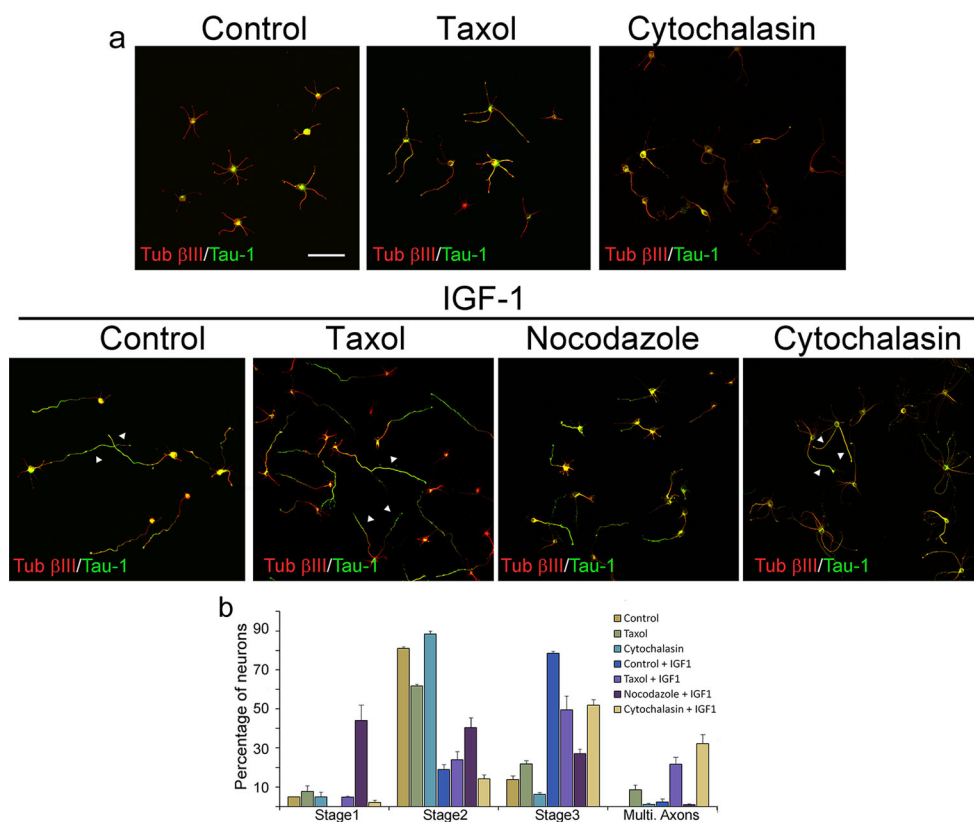 a
Control Taxol Cytochalasin
Tub βIII/Tau-1 Tub βIII/Tau-1 Tub βIII/Tau-1
IGF-1
Control Taxol Nocodazole Cytochalasin
Tub βIII/Tau-1 Tub βIII/Tau-1 Tub βIII/Tau-1 Tub βIII/Tau-1
b
Percentage of neurons
90
70
50
30
10
Control
Taxol
Cytochalasin
Control + IGF1
Taxol + IGF1
Nocodazole + IGF1
Cytochalasin + IGF1
Stage1 Stage2 Stage3 Multi. Axons